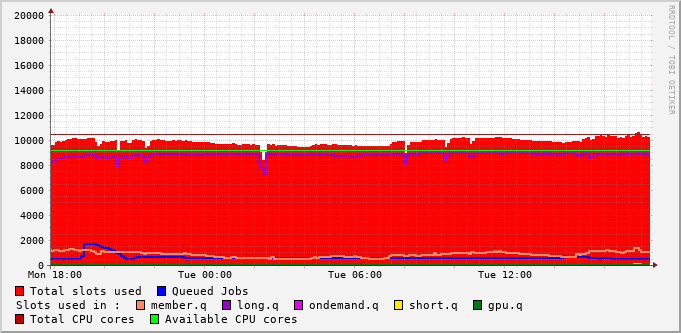 20000
18000
16000
14000
12000
10000
8000
6000
4000
2000
0
Mon 18:00 Tue 00:00 Tue 06:00 Tue 12:00
Total slots used Queued Jobs
Slots used in : member.q long.q ondemand.q short.q gpu.q
Total CPU cores Available CPU cores
RRDTOOL / TOBI OETIKER